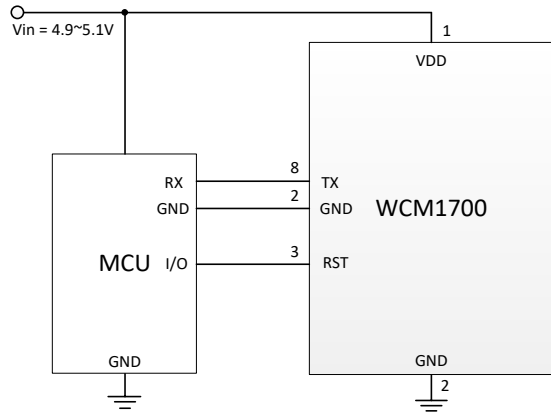 1
Vin = 4.9~5.1V
VDD
RX
8
TX
GND
2
GND
WCM1700
MCU
I/O
3
RST
GND
GND
2